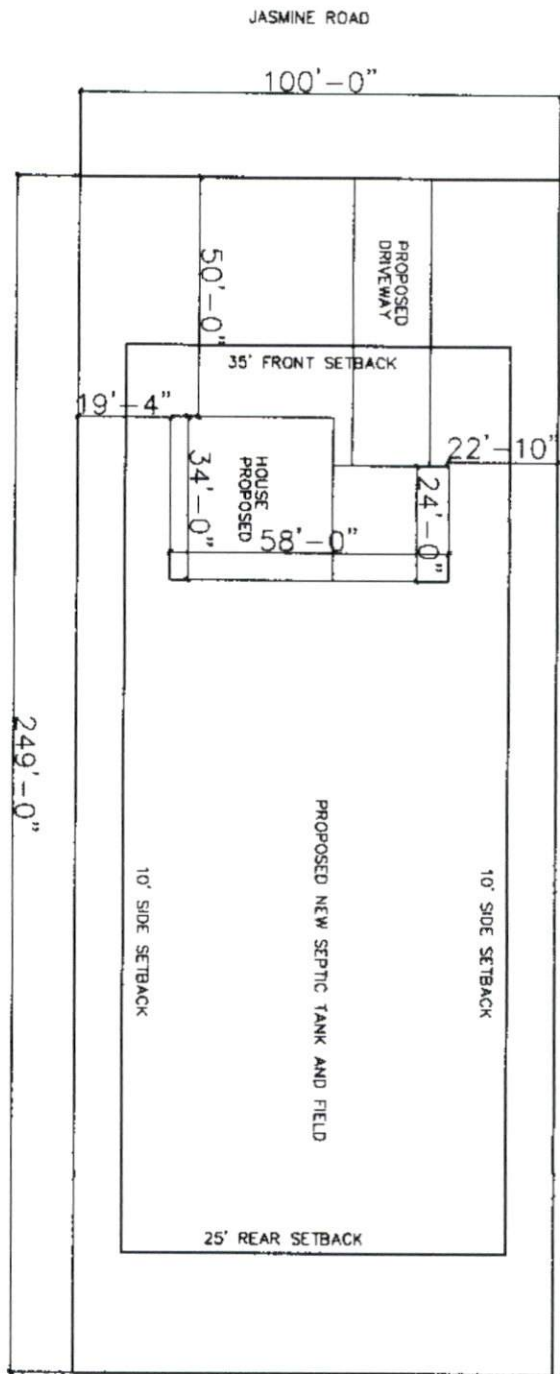 JASMINE ROAD
100'-0"
PROPOSED
DRIVEWAY
50'-0"
35' FRONT SETBACK
19'-4"
22'-10"
HOUSE
PROPOSED
34'-0"
24'-0"
58'-0"
249'-0"
PROPOSED NEW SEPTIC TANK AND FIELD
10' SIDE SETBACK
10' SIDE SETBACK
25' REAR SETBACK